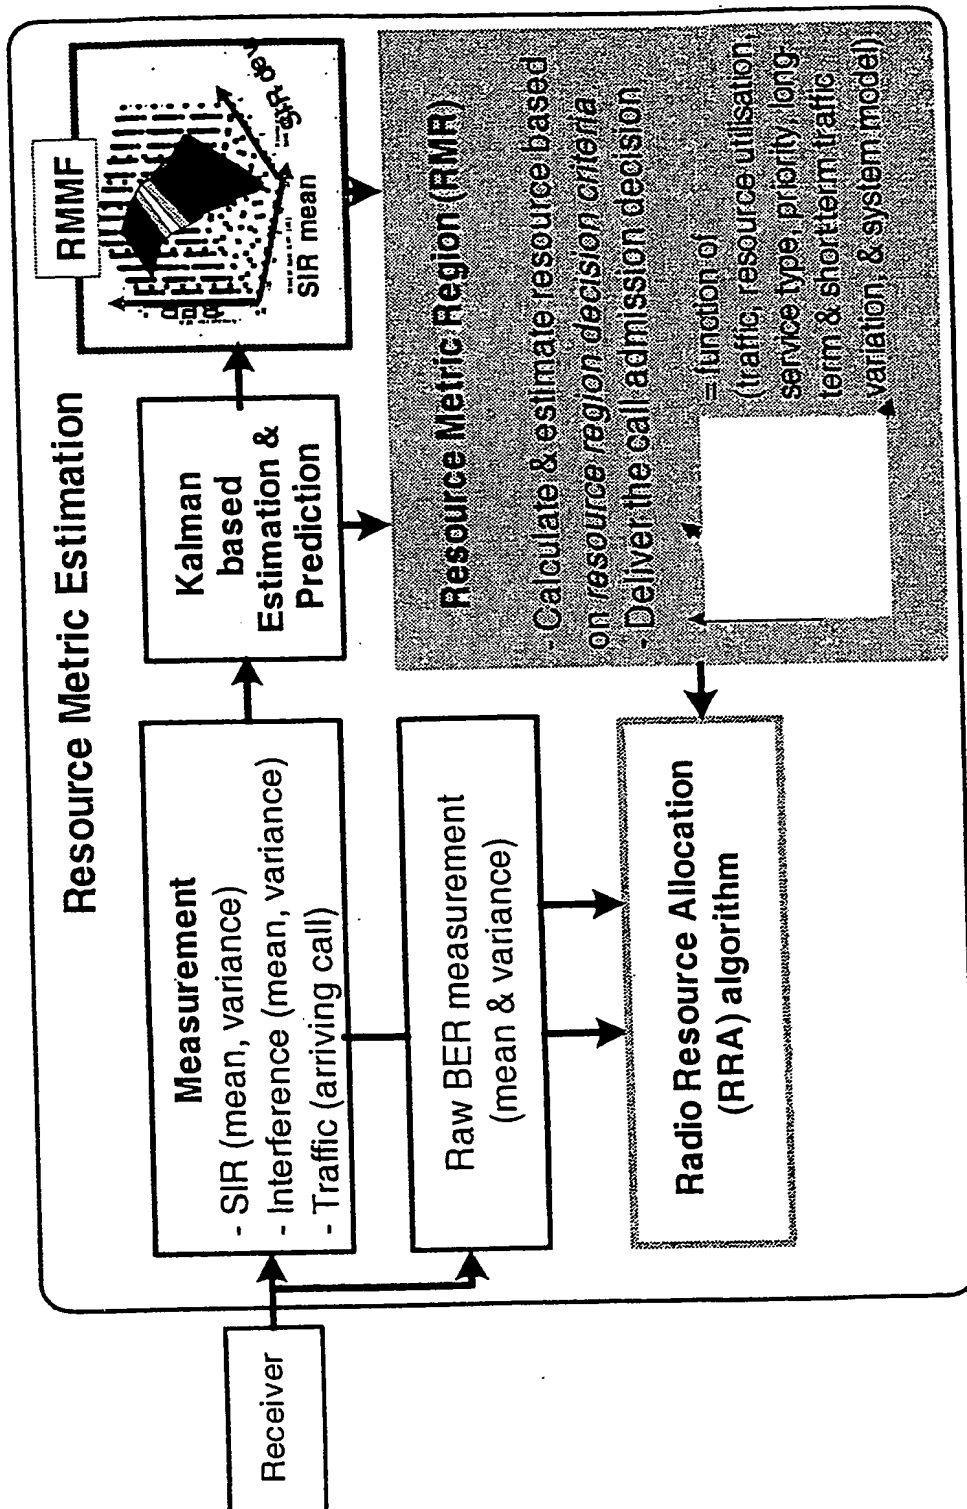 Resource Metric Estimation
Receiver
Measurement
- SIR (mean, variance)
- Interference (mean, variance)
- Traffic (arriving call)
Kalman
based
Estimation &
Prediction
RMMF
SIR mean
Raw BER measurement
(mean & variance)
Resource Metric Region (RMR)
- Calculate & estimate resource based
on resource region decision criteria
- Deliver the call admission decision
= function of
(traffic, resource utilisation,
service type, priority, long-
term & short term traffic
variation, & system model)
Radio Resource Allocation
(RRA) algorithm